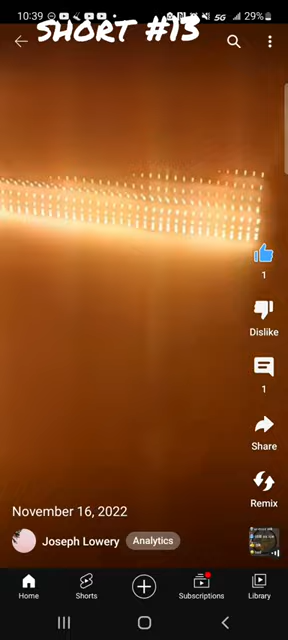 10:39
5G
29%
SHORT #13
1
Dislike
1
Share
Remix
November 16, 2022
Joseph Lowery
Analytics
Home
Shorts
Subscriptions
Library